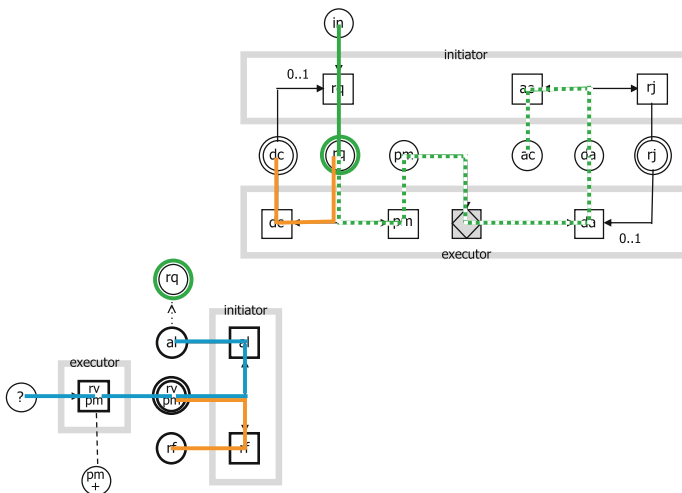 in
initiator
0..1
rq
aa
rj
dc
rq
pm
ac
da
rj
dc
pm
da
0..1
executor
rq
initiator
al
al
executor
?
rv
pm
rv
pm
rf
rf
pm
+